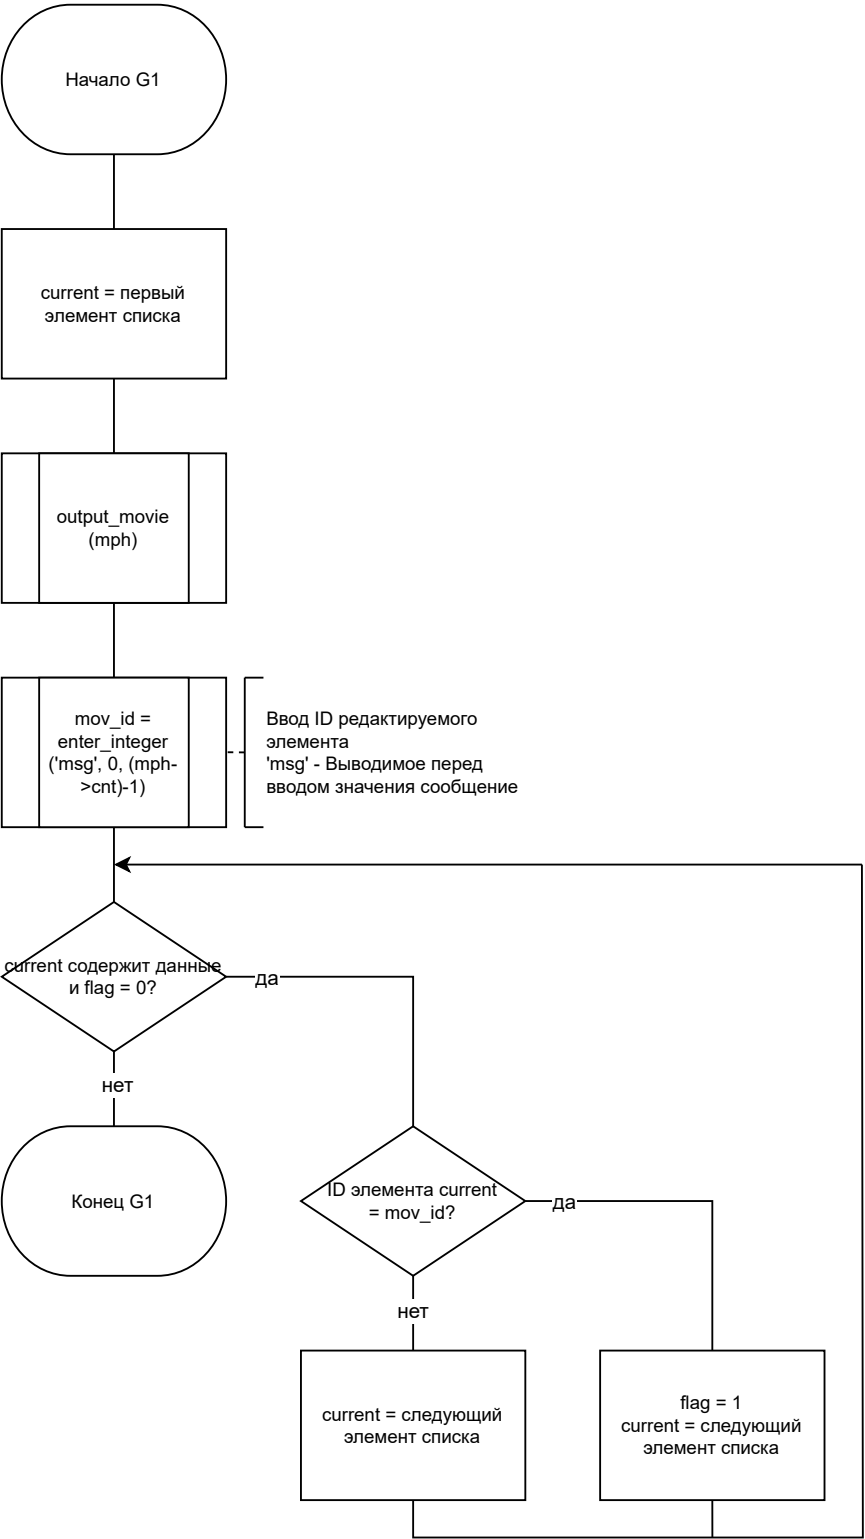 Начало G1
current = первый
элемент списка
output_movie
(mph)
mov_id =
enter_integer
('msg', 0, (mph-
>cnt)-1)
Ввод ID редактируемого
элемента
'msg' - Выводимое перед
вводом значения сообщение
current содержит данные
и flag = 0?
да
нет
Конец G1
ID элемента current
= mov_id?
да
нет
current = следующий
элемент списка
flag = 1
current = следующий
элемент списка